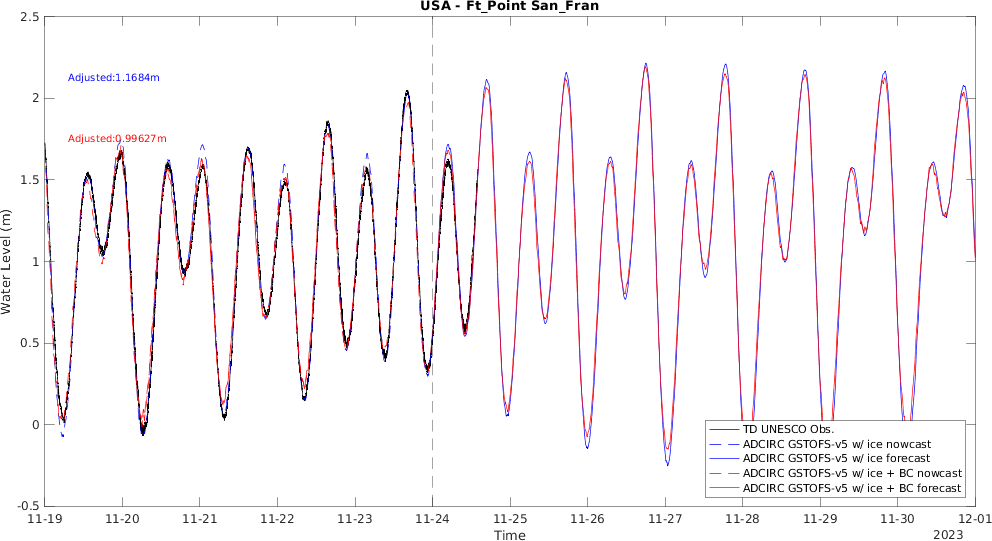 USA - Ft_Point San_Fran
2.5
2
1.5
1
0.5
0
-0.5
Water Level (m)
Adjusted:1.1684m
Adjusted:0.99627m
TD UNESCO Obs.
ADCIRC GSTOFS-v5 w/ ice nowcast
ADCIRC GSTOFS-v5 w/ ice forecast
ADCIRC GSTOFS-v5 w/ ice + BC nowcast
ADCIRC GSTOFS-v5 w/ ice + BC forecast
11-19 11-20 11-21 11-22 11-23 11-24 11-25 11-26 11-27 11-28 11-29 11-30 12-01
Time
2023